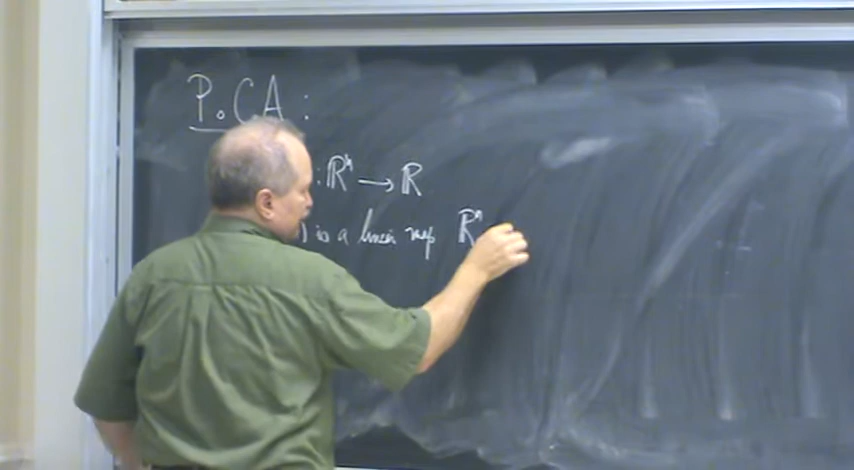 P.CA:
: ℝⁿ → ℝ
) is a linear map ℝⁿ